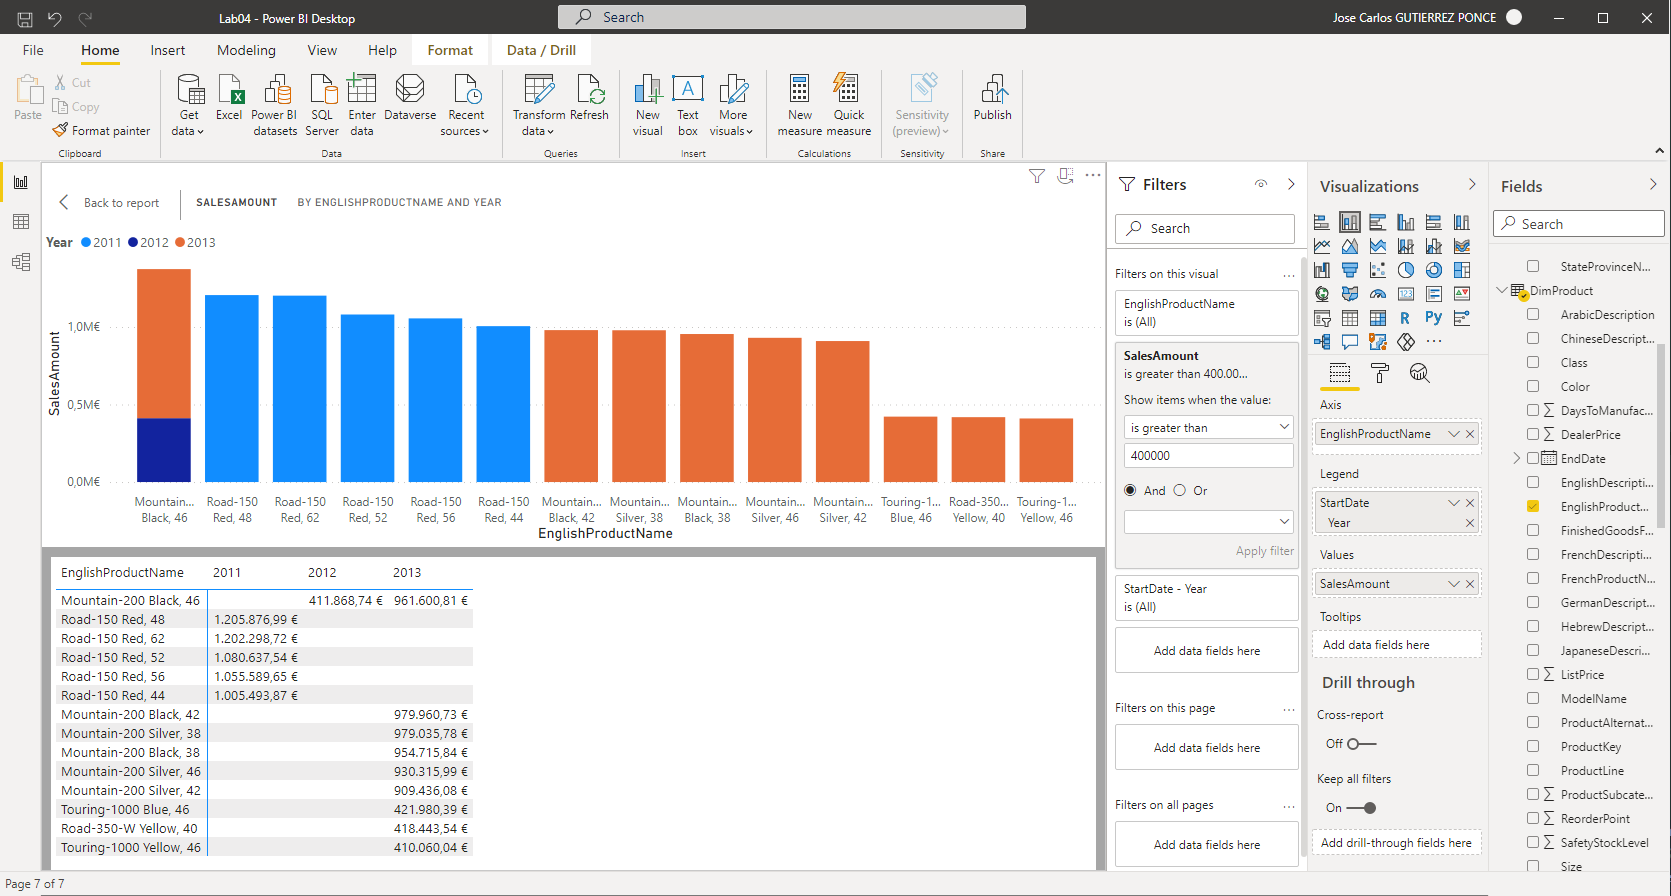 Lab04 - Power BI Desktop
Search
Jose Carlos GUTIERREZ PONCE
File
Home
Insert
Modeling
View
Help
Format
Data / Drill
Paste
Cut
Copy
Format painter
Clipboard
Get data
Excel
Power BI datasets
SQL Server
Enter data
Dataverse
Recent sources
Data
Transform data
Refresh
Queries
New visual
Text box
More visuals
Insert
New measure
Quick measure
Calculations
Sensitivity (preview)
Sensitivity
Publish
Share
Back to report
SALESAMOUNT
BY ENGLISHPRODUCTNAME AND YEAR
Year 2011 2012 2013
SalesAmount
1,0M€
0,5M€
0,0M€
Mountain... Black, 46
Road-150 Red, 48
Road-150 Red, 62
Road-150 Red, 52
Road-150 Red, 56
Road-150 Red, 44
Mountain... Black, 42
Mountain... Silver, 38
Mountain... Black, 38
Mountain... Silver, 46
Mountain... Silver, 42
Touring-1... Blue, 46
Road-350... Yellow, 40
Touring-1... Yellow, 46
EnglishProductName
EnglishProductName 2011 2012 2013
Mountain-200 Black, 46 411.868,74 € 961.600,81 €
Road-150 Red, 48 1.205.876,99 €
Road-150 Red, 62 1.202.298,72 €
Road-150 Red, 52 1.080.637,54 €
Road-150 Red, 56 1.055.589,65 €
Road-150 Red, 44 1.005.493,87 €
Mountain-200 Black, 42 979.960,73 €
Mountain-200 Silver, 38 979.035,78 €
Mountain-200 Black, 38 954.715,84 €
Mountain-200 Silver, 46 930.315,99 €
Mountain-200 Silver, 42 909.436,08 €
Touring-1000 Blue, 46 421.980,39 €
Road-350-W Yellow, 40 418.443,54 €
Touring-1000 Yellow, 46 410.060,04 €
Filters
Search
Filters on this visual ...
EnglishProductName
is (All)
SalesAmount
is greater than 400.00...
Show items when the value:
is greater than
400000
And Or
Apply filter
StartDate - Year
is (All)
Add data fields here
Filters on this page ...
Add data fields here
Filters on all pages ...
Add data fields here
Visualizations
123
R
Py
...
Axis
EnglishProductName
Legend
StartDate
Year
Values
SalesAmount
Tooltips
Add data fields here
Drill through
Cross-report
Off
Keep all filters
On
Add drill-through fields here
Fields
Search
StateProvinceN...
DimProduct
ArabicDescription
ChineseDescript...
Class
Color
DaysToManufac...
DealerPrice
EndDate
EnglishDescripti...
EnglishProduct...
FinishedGoodsF...
FrenchDescripti...
FrenchProductN...
GermanDescript...
HebrewDescript...
JapaneseDescri...
ListPrice
ModelName
ProductAlternat...
ProductKey
ProductLine
ProductSubcate...
ReorderPoint
SafetyStockLevel
Size
Page 7 of 7